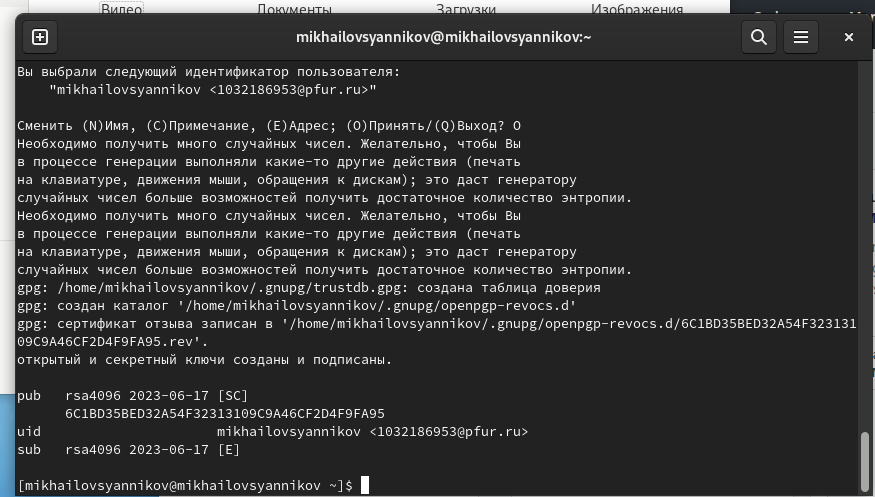 Видео Документы Загрузки Изображения
mikhailovsyannikov@mikhailovsyannikov:~
Вы выбрали следующий идентификатор пользователя:
"mikhailovsyannikov <1032186953@pfur.ru>"
Сменить (N)Имя, (C)Примечание, (E)Адрес; (O)Принять/(Q)Выход? O
Необходимо получить много случайных чисел. Желательно, чтобы Вы
в процессе генерации выполняли какие-то другие действия (печать
на клавиатуре, движения мыши, обращения к дискам); это даст генератору
случайных чисел больше возможностей получить достаточное количество энтропии.
Необходимо получить много случайных чисел. Желательно, чтобы Вы
в процессе генерации выполняли какие-то другие действия (печать
на клавиатуре, движения мыши, обращения к дискам); это даст генератору
случайных чисел больше возможностей получить достаточное количество энтропии.
gpg: /home/mikhailovsyannikov/.gnupg/trustdb.gpg: создана таблица доверия
gpg: создан каталог '/home/mikhailovsyannikov/.gnupg/openpgp-revocs.d'
gpg: сертификат отзыва записан в '/home/mikhailovsyannikov/.gnupg/openpgp-revocs.d/6C1BD35BED32A54F323131
09C9A46CF2D4F9FA95.rev'.
открытый и секретный ключи созданы и подписаны.
pub   rsa4096 2023-06-17 [SC]
6C1BD35BED32A54F32313109C9A46CF2D4F9FA95
uid                      mikhailovsyannikov <1032186953@pfur.ru>
sub   rsa4096 2023-06-17 [E]
[mikhailovsyannikov@mikhailovsyannikov ~]$